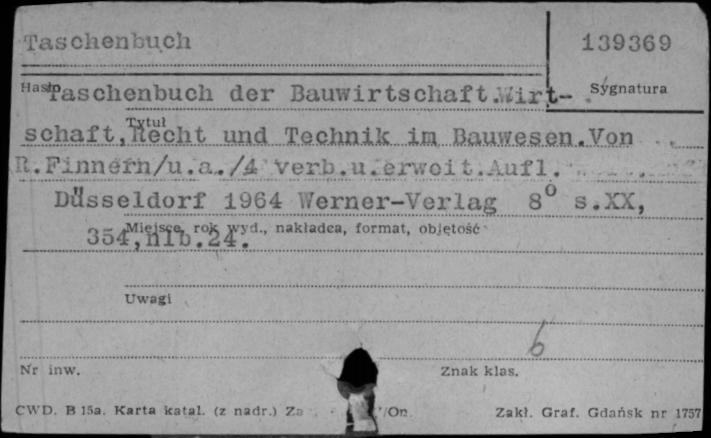 Taschenbuch
139369
Hasło
Sygnatura
Taschenbuch der Bauwirtschaft.Wirt-
Tytuł
schaft,Recht und Technik im Bauwesen.Von
R.Finnern/u.a./4 verb.u.erweit.Aufl.
Düsseldorf 1964 Werner-Verlag 8° s.XX,
Miejsce, rok wyd., nakładca, format, objętość
354,nlb.24.
Uwagi
6
Nr inw.
Znak klas.
CWD. B 15a. Karta katal. (z nadr.) Za
Zakł. Graf. Gdańsk nr 1757